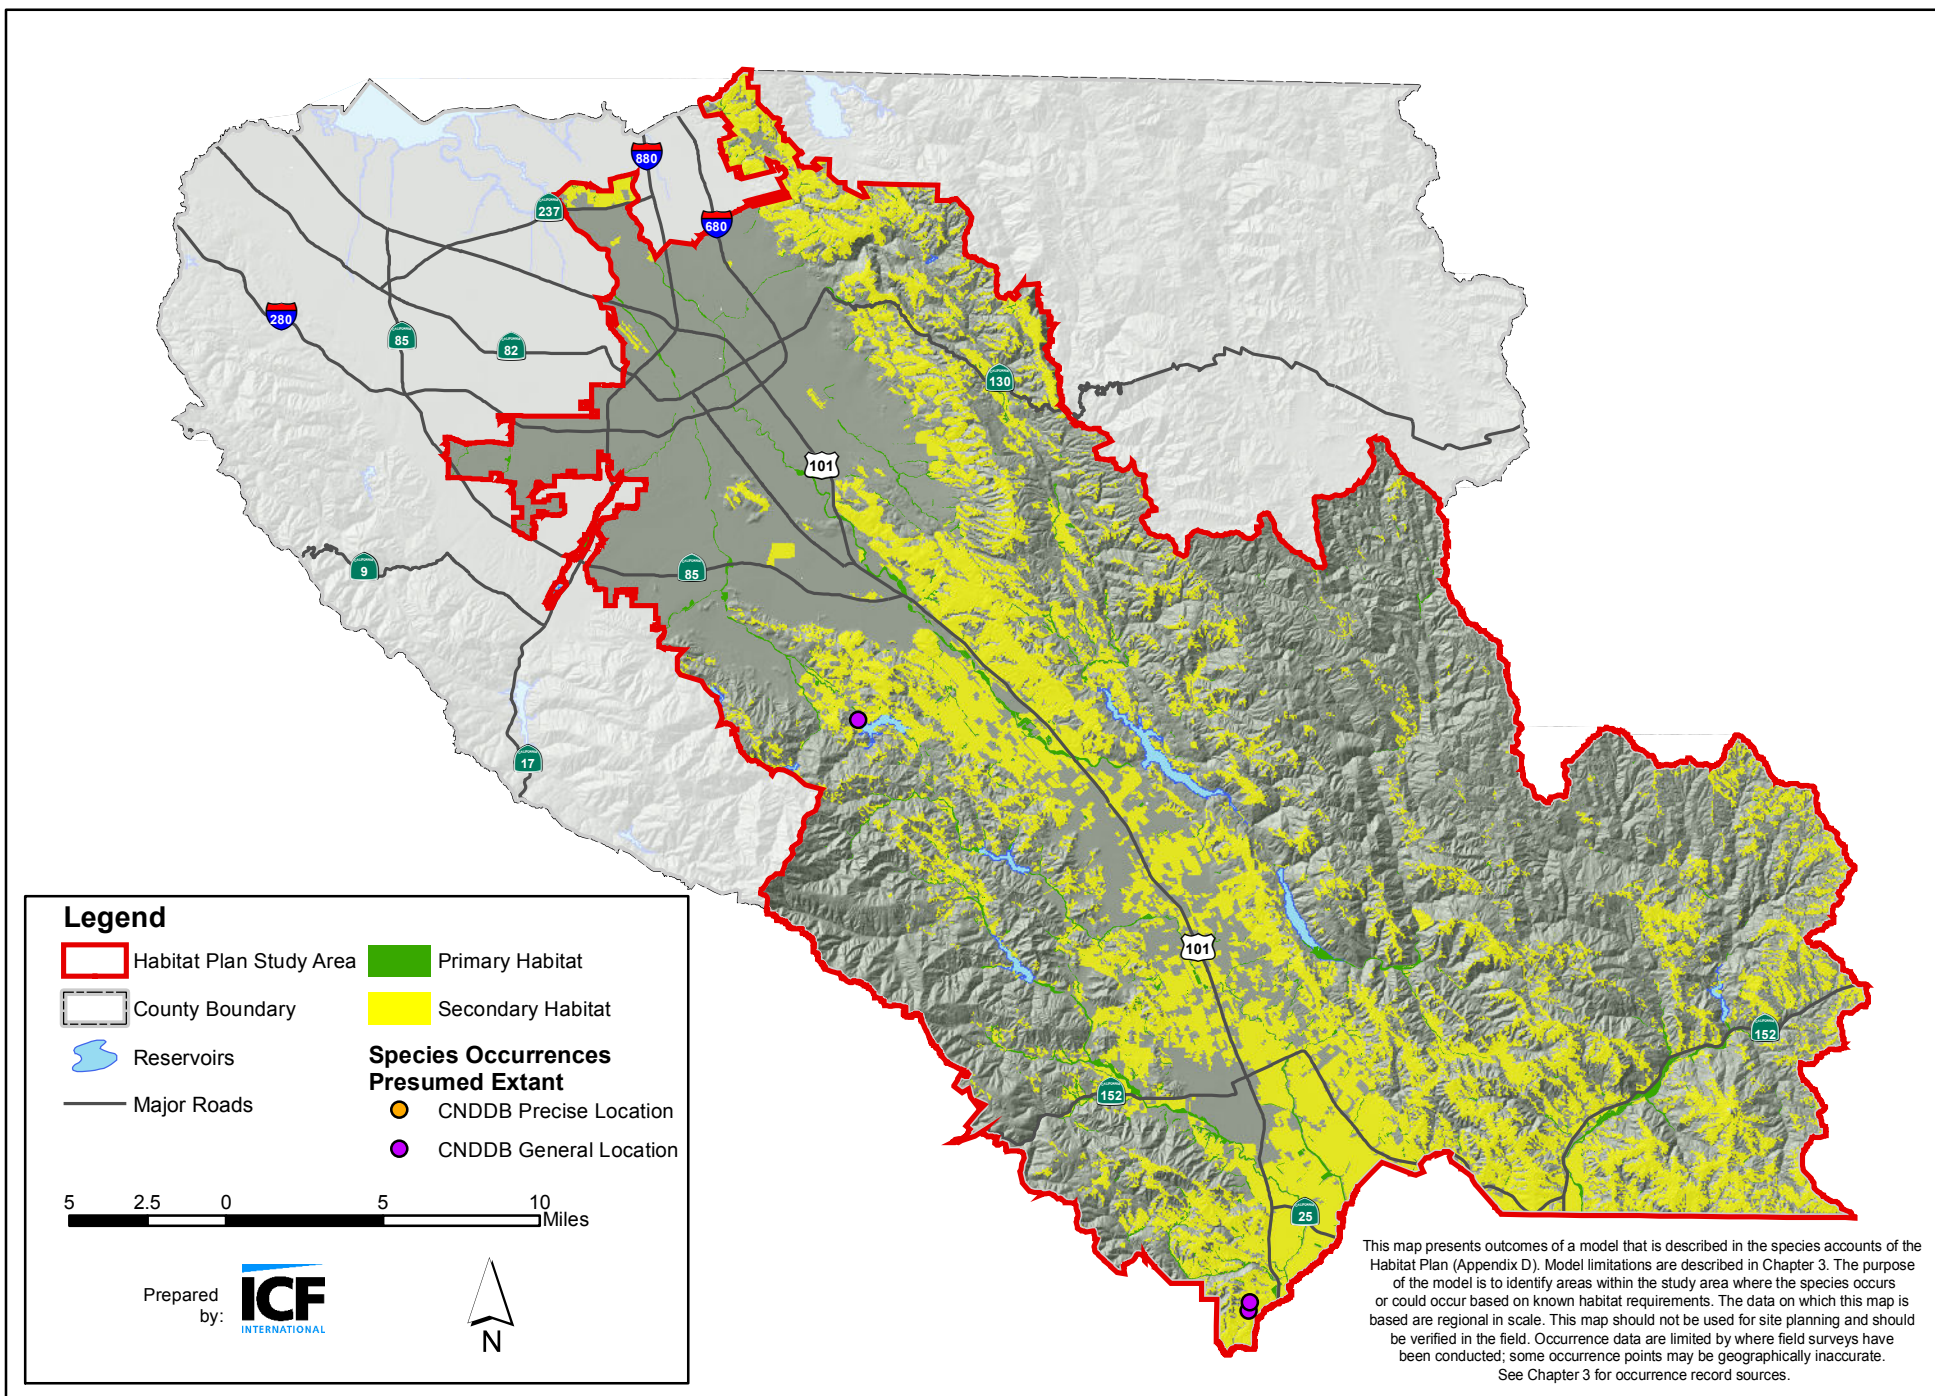 880
237
680
280
85
82
130
101
9
85
17
101
152
152
25
Legend
Habitat Plan Study Area
County Boundary
Reservoirs
Major Roads
Primary Habitat
Secondary Habitat
Species Occurrences
Presumed Extant
CNDDB Precise Location
CNDDB General Location
5 2.5 0 5 10
Miles
Prepared
by:
ICF
INTERNATIONAL
N
This map presents outcomes of a model that is described in the species accounts of the
Habitat Plan (Appendix D). Model limitations are described in Chapter 3. The purpose
of the model is to identify areas within the study area where the species occurs
or could occur based on known habitat requirements. The data on which this map is
based are regional in scale. This map should not be used for site planning and should
be verified in the field. Occurrence data are limited by where field surveys have
been conducted; some occurrence points may be geographically inaccurate.
See Chapter 3 for occurrence record sources.